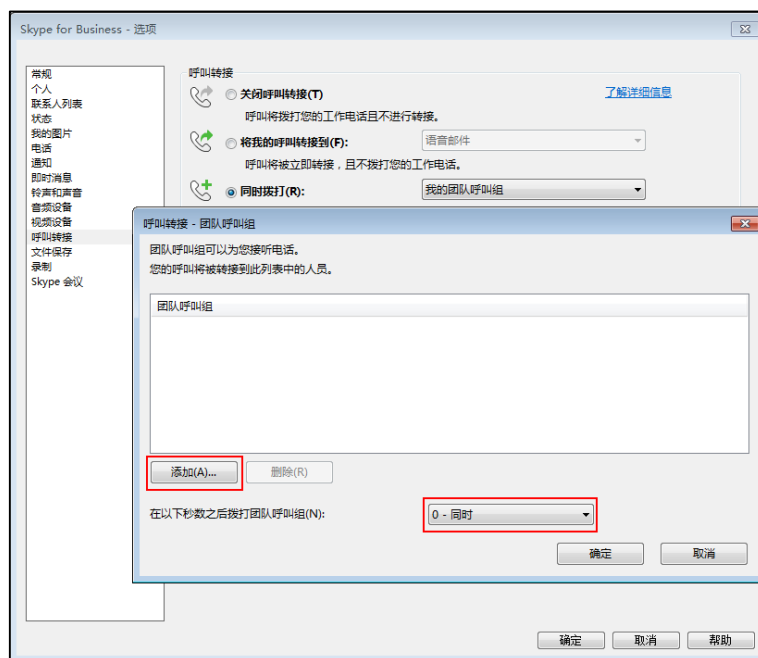 Skype for Business - 选项
常规
个人
联系人列表
状态
我的图片
电话
通知
即时消息
铃声和声音
音频设备
视频设备
呼叫转接
文件保存
录制
Skype 会议
呼叫转接
关闭呼叫转接(T)
了解详细信息
呼叫将拨打您的工作电话且不进行转接。
将我的呼叫转接到(F):
语音邮件
呼叫将被立即转接，且不拨打您的工作电话。
同时拨打(R):
我的团队呼叫组
呼叫转接 - 团队呼叫组
团队呼叫组可以为您接听电话。
您的呼叫将被转接到此列表中的人员。
团队呼叫组
添加(A)...
删除(R)
在以下秒数之后拨打团队呼叫组(N):
0 - 同时
确定
取消
确定
取消
帮助